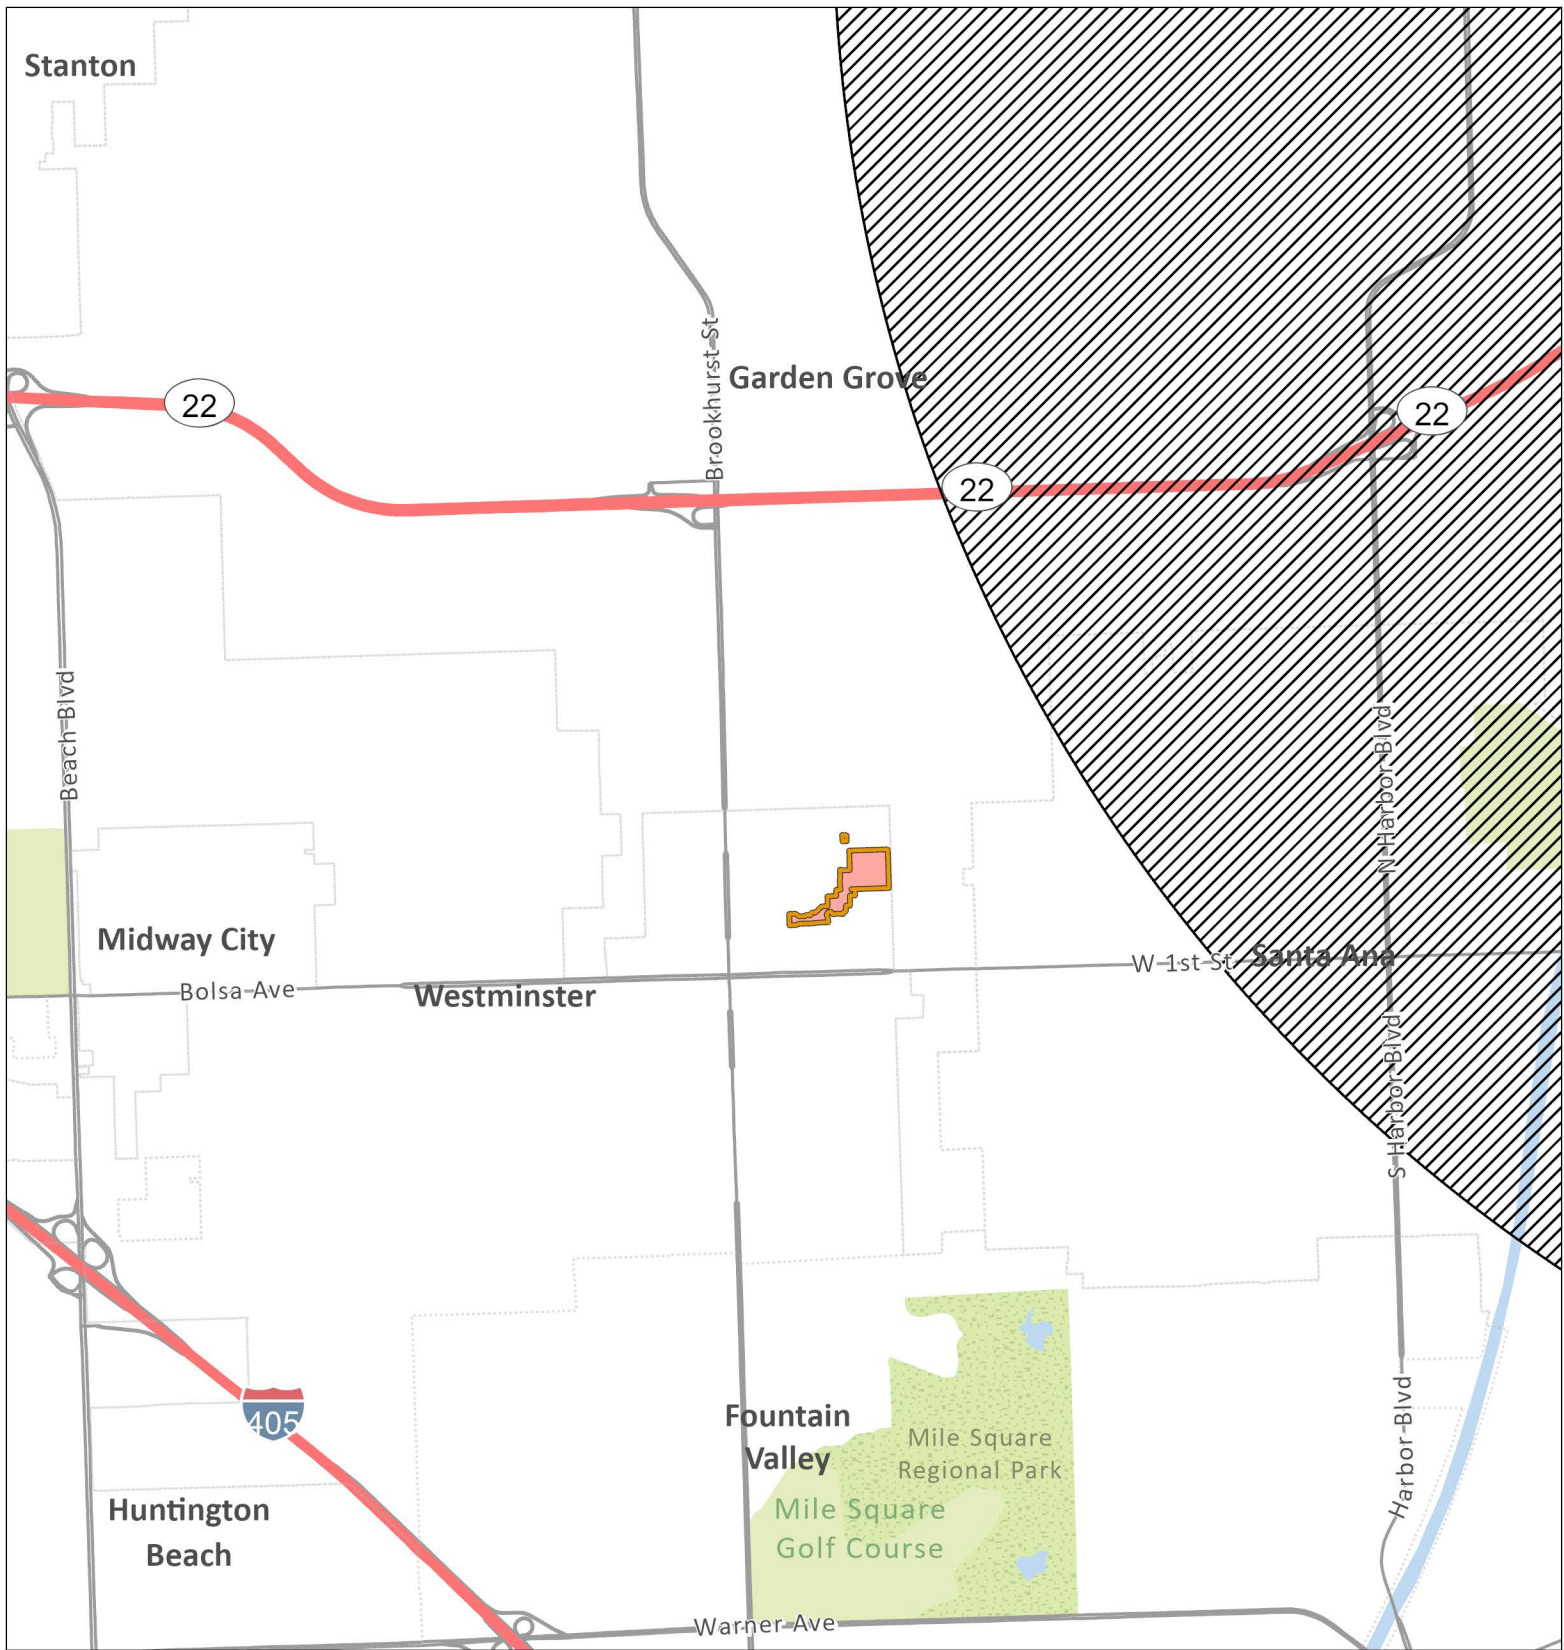 Stanton
Brookhurst St
Garden Grove
22
22
22
Beach Blvd
N Harbor Blvd
Midway City
Bolsa Ave
Westminster
W 1st St
Santa Ana
S Harbor Blvd
405
Fountain
Valley
Mile Square
Regional Park
Mile Square
Golf Course
Harbor Blvd
Huntington
Beach
Warner Ave